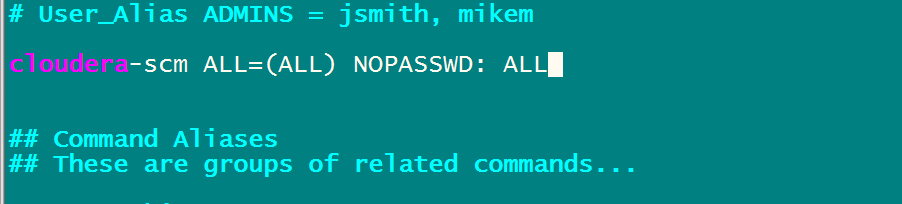 # User_Alias ADMINS = jsmith, mikem
cloudera-scm ALL=(ALL) NOPASSWD: ALL
## Command Aliases
## These are groups of related commands...